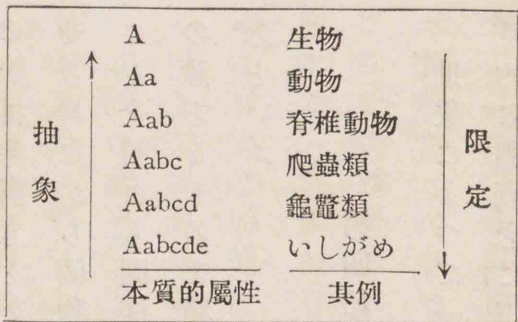 抽象
A 生物
Aa 動物
Aab 脊椎動物
Aabc 爬蟲類
Aabcd 龜鼈類
Aabcde いしがめ
本質的屬性 其例
限定